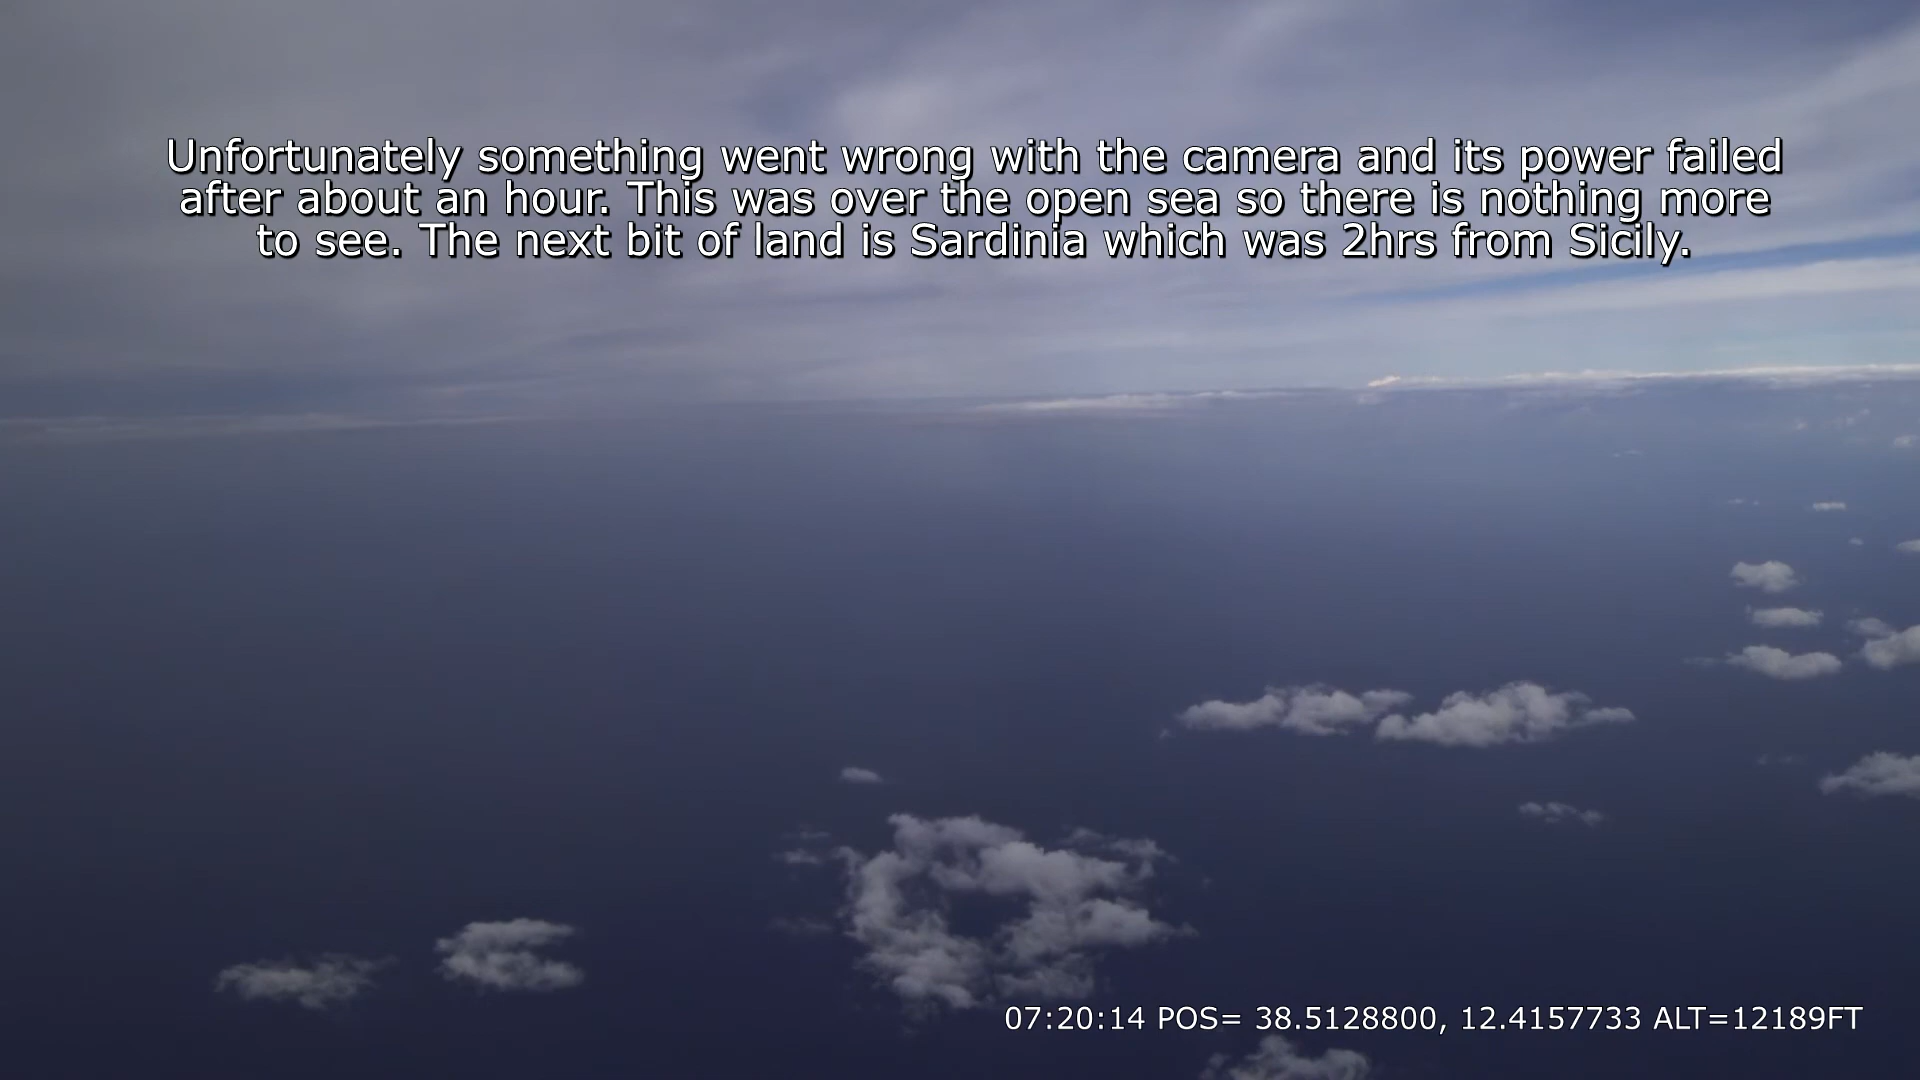 Unfortunately something went wrong with the camera and its power failed
after about an hour. This was over the open sea so there is nothing more
to see. The next bit of land is Sardinia which was 2hrs from Sicily.
07:20:14 POS= 38.5128800, 12.4157733 ALT=12189FT